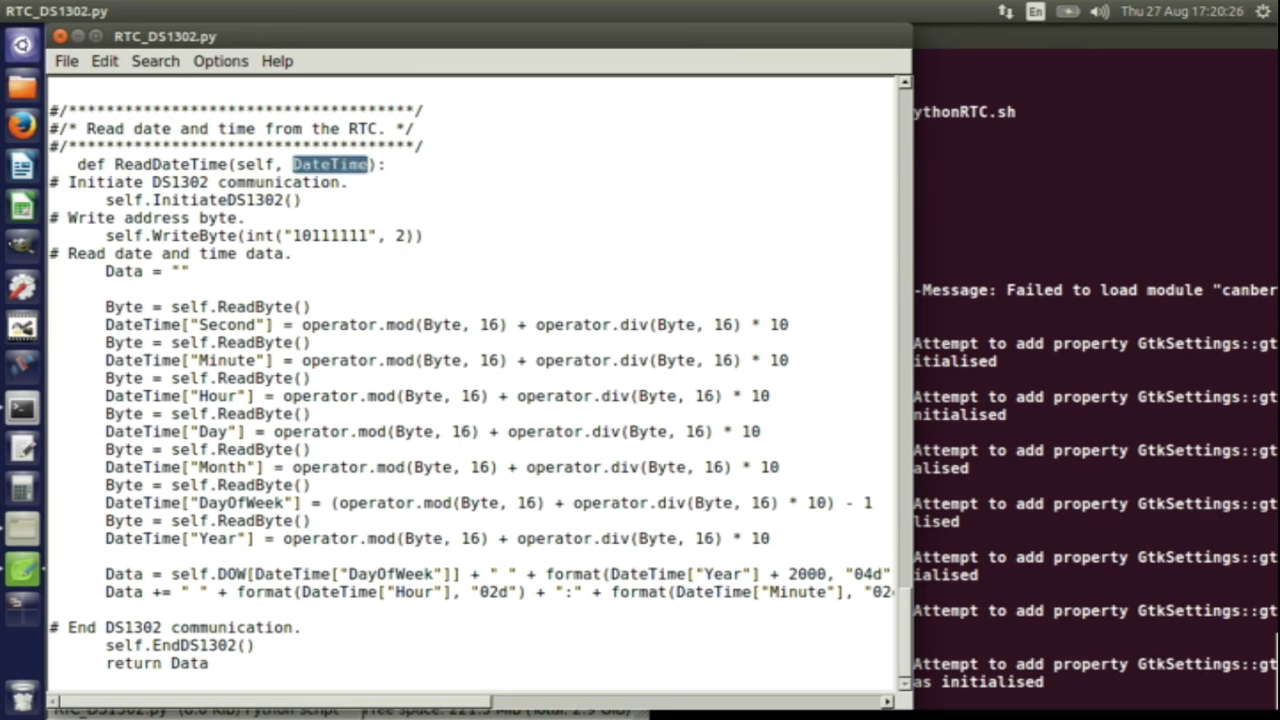 RTC_DS1302.py
En
Thu 27 Aug 17:20:26
RTC_DS1302.py
File Edit Search Options Help
#/*************************************/
#/* Read date and time from the RTC. */
#/*************************************/
def ReadDateTime(self, DateTime):
# Initiate DS1302 communication.
self.InitiateDS1302()
# Write address byte.
self.WriteByte(int("10111111", 2))
# Read date and time data.
Data = ""
Byte = self.ReadByte()
DateTime["Second"] = operator.mod(Byte, 16) + operator.div(Byte, 16) * 10
Byte = self.ReadByte()
DateTime["Minute"] = operator.mod(Byte, 16) + operator.div(Byte, 16) * 10
Byte = self.ReadByte()
DateTime["Hour"] = operator.mod(Byte, 16) + operator.div(Byte, 16) * 10
Byte = self.ReadByte()
DateTime["Day"] = operator.mod(Byte, 16) + operator.div(Byte, 16) * 10
Byte = self.ReadByte()
DateTime["Month"] = operator.mod(Byte, 16) + operator.div(Byte, 16) * 10
Byte = self.ReadByte()
DateTime["DayOfWeek"] = (operator.mod(Byte, 16) + operator.div(Byte, 16) * 10) - 1
Byte = self.ReadByte()
DateTime["Year"] = operator.mod(Byte, 16) + operator.div(Byte, 16) * 10
Data = self.DOW[DateTime["DayOfWeek"]] + " " + format(DateTime["Year"] + 2000, "04d"
Data += " " + format(DateTime["Hour"], "02d") + ":" + format(DateTime["Minute"], "02
# End DS1302 communication.
self.EndDS1302()
return Data
ythonRTC.sh
-Message: Failed to load module "canber
Attempt to add property GtkSettings::gt
itialised
Attempt to add property GtkSettings::gt
nitialised
Attempt to add property GtkSettings::gt
alised
Attempt to add property GtkSettings::gt
lised
Attempt to add property GtkSettings::gt
ialised
Attempt to add property GtkSettings::gt
Attempt to add property GtkSettings::gt
as initialised